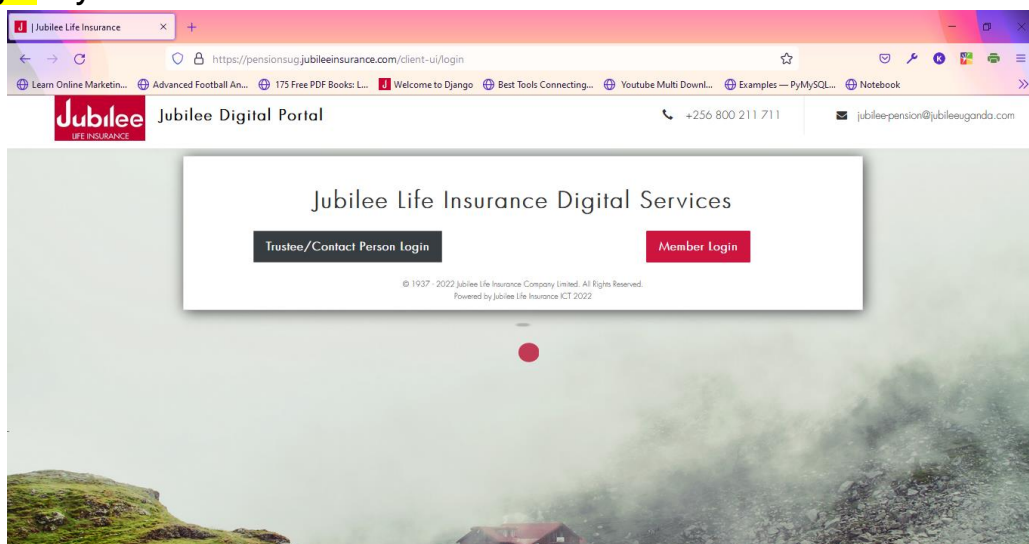 | Jubilee Life Insurance
https://pensionsug.jubileeinsurance.com/client-ui/login
Learn Online Marketin... Advanced Football An... 175 Free PDF Books: L... Welcome to Django Best Tools Connecting... Youtube Multi Downl... Examples — PyMySQL... Notebook
Jubilee
LIFE INSURANCE
Jubilee Digital Portal
+256 800 211 711
jubilee-pension@jubileeuganda.com
Jubilee Life Insurance Digital Services
Trustee/Contact Person Login
Member Login
© 1937 - 2022 Jubilee Life Insurance Company Limited. All Rights Reserved.
Powered by Jubilee Life Insurance ICT 2022